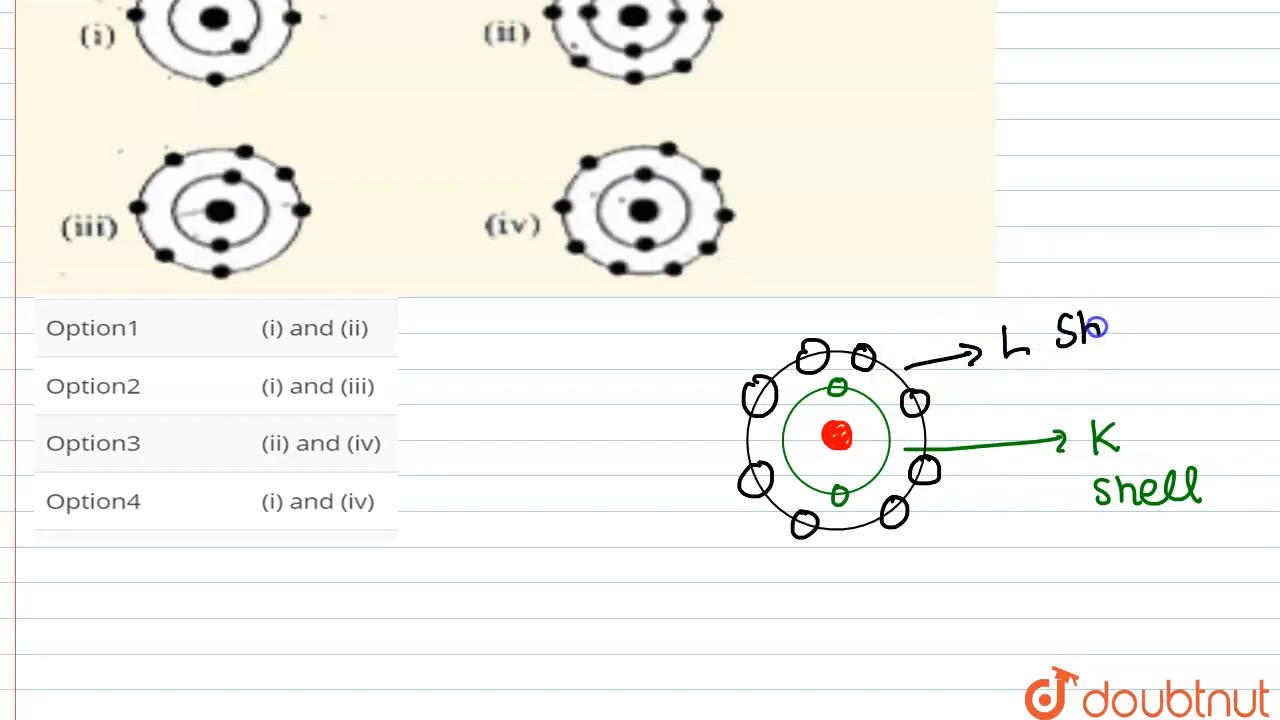 (i)
(ii)
(iii)
(iv)
Option1 (i) and (ii)
Option2 (i) and (iii)
Option3 (ii) and (iv)
Option4 (i) and (iv)
L Sh
K
shell
doubtnut